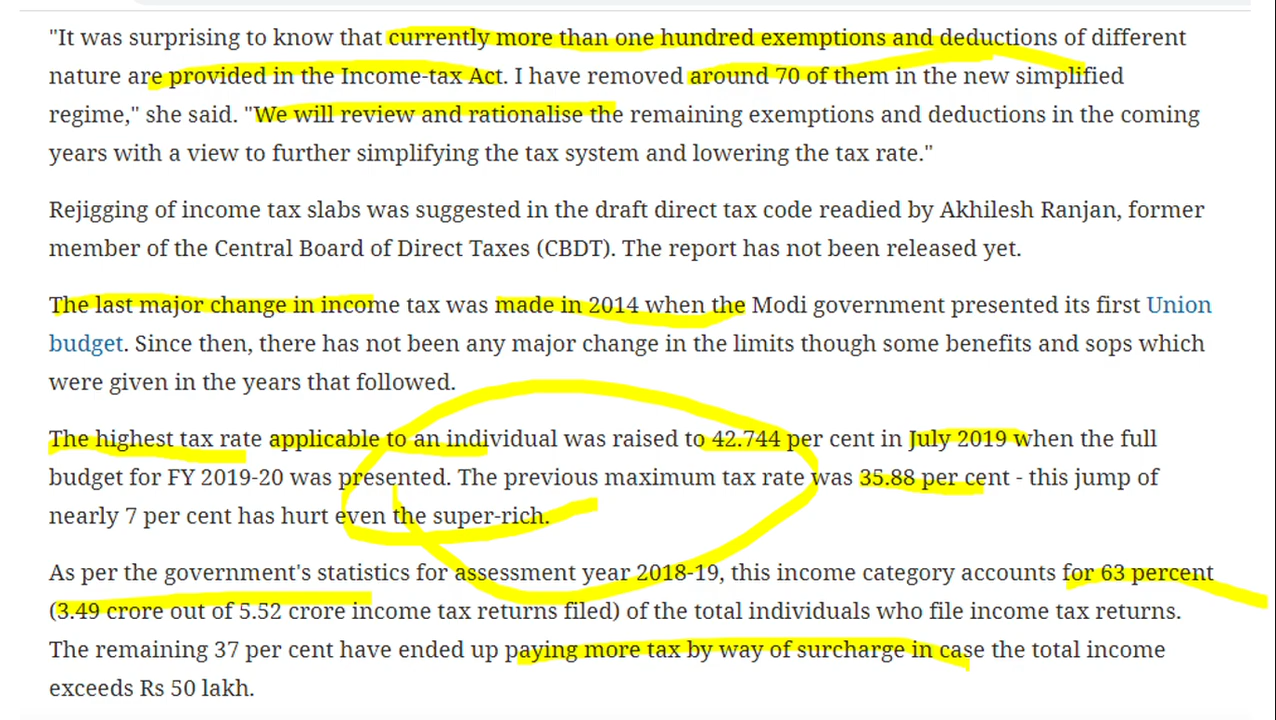 "It was surprising to know that currently more than one hundred exemptions and deductions of different
nature are provided in the Income-tax Act. I have removed around 70 of them in the new simplified
regime," she said. "We will review and rationalise the remaining exemptions and deductions in the coming
years with a view to further simplifying the tax system and lowering the tax rate."
Rejigging of income tax slabs was suggested in the draft direct tax code readied by Akhilesh Ranjan, former
member of the Central Board of Direct Taxes (CBDT). The report has not been released yet.
The last major change in income tax was made in 2014 when the Modi government presented its first Union
budget. Since then, there has not been any major change in the limits though some benefits and sops which
were given in the years that followed.
The highest tax rate applicable to an individual was raised to 42.744 per cent in July 2019 when the full
budget for FY 2019-20 was presented. The previous maximum tax rate was 35.88 per cent - this jump of
nearly 7 per cent has hurt even the super-rich.
As per the government's statistics for assessment year 2018-19, this income category accounts for 63 percent
(3.49 crore out of 5.52 crore income tax returns filed) of the total individuals who file income tax returns.
The remaining 37 per cent have ended up paying more tax by way of surcharge in case the total income
exceeds Rs 50 lakh.